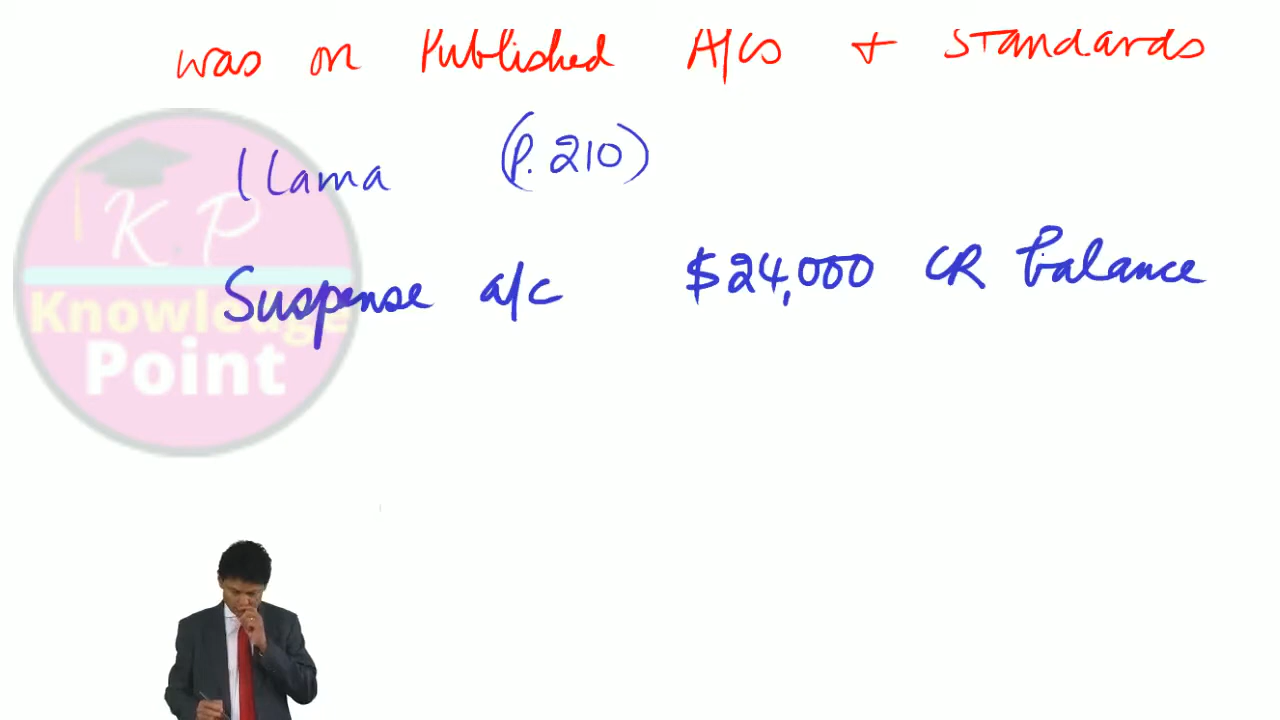 was on Published A/cs + Standards
Llama (P. 210)
K P
Suspense a/c $24,000 CR balance
Knowledge
Point